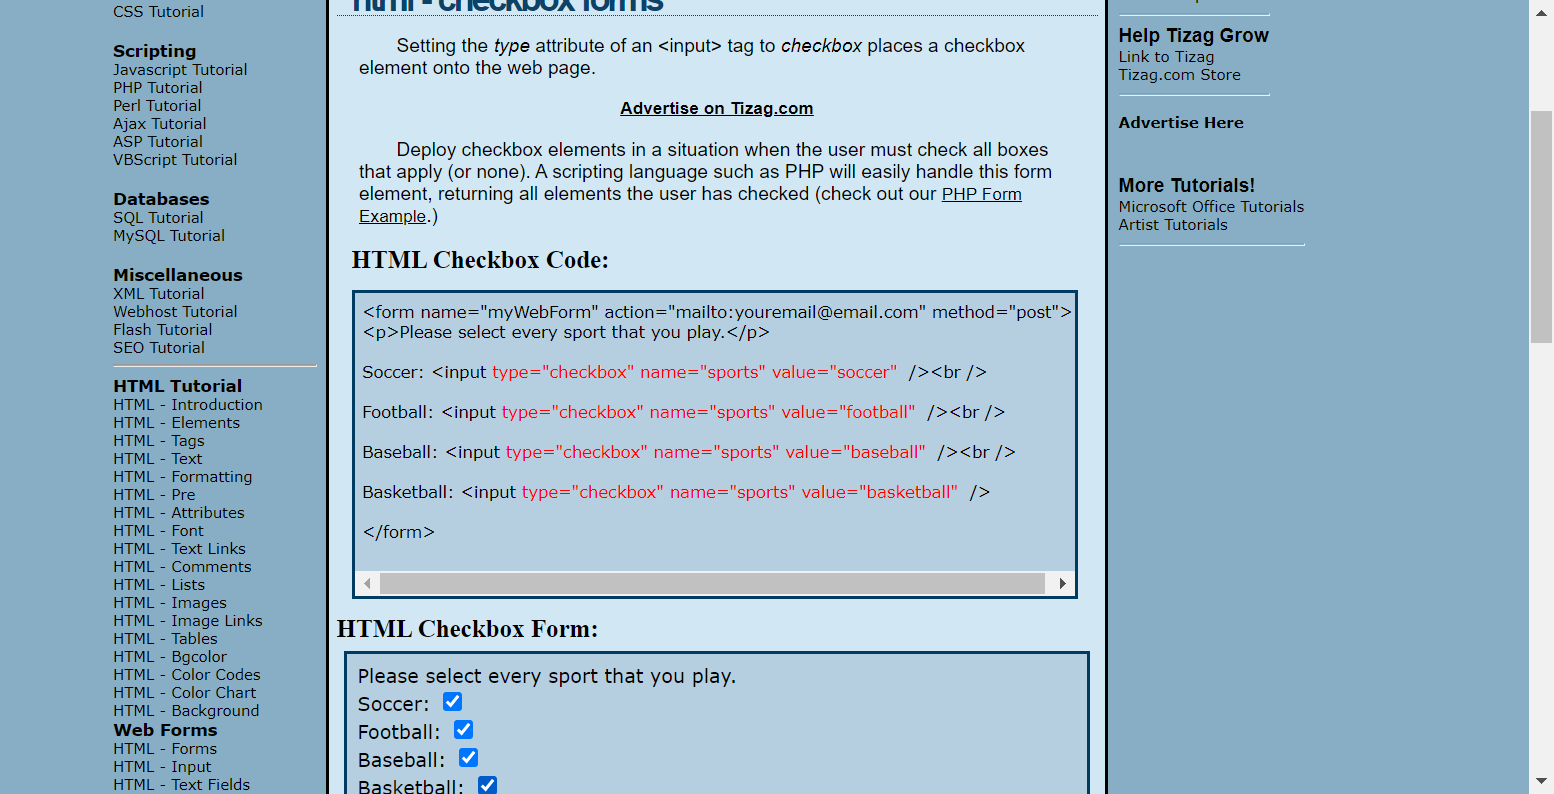 CSS Tutorial
Scripting
Javascript Tutorial
PHP Tutorial
Perl Tutorial
Ajax Tutorial
ASP Tutorial
VBScript Tutorial
Databases
SQL Tutorial
MySQL Tutorial
Miscellaneous
XML Tutorial
Webhost Tutorial
Flash Tutorial
SEO Tutorial
HTML Tutorial
HTML - Introduction
HTML - Elements
HTML - Tags
HTML - Text
HTML - Formatting
HTML - Pre
HTML - Attributes
HTML - Font
HTML - Text Links
HTML - Comments
HTML - Lists
HTML - Images
HTML - Image Links
HTML - Tables
HTML - Bgcolor
HTML - Color Codes
HTML - Color Chart
HTML - Background
Web Forms
HTML - Forms
HTML - Input
HTML - Text Fields
html - checkbox forms
Setting the type attribute of an <input> tag to checkbox places a checkbox
element onto the web page.
Advertise on Tizag.com
Deploy checkbox elements in a situation when the user must check all boxes
that apply (or none). A scripting language such as PHP will easily handle this form
element, returning all elements the user has checked (check out our PHP Form
Example.)
HTML Checkbox Code:
<form name="myWebForm" action="mailto:youremail@email.com" method="post">
<p>Please select every sport that you play.</p>
Soccer: <input type="checkbox" name="sports" value="soccer"  /><br />
Football: <input type="checkbox" name="sports" value="football"  /><br />
Baseball: <input type="checkbox" name="sports" value="baseball"  /><br />
Basketball: <input type="checkbox" name="sports" value="basketball"  />
</form>
HTML Checkbox Form:
Please select every sport that you play.
Soccer:
Football:
Baseball:
Basketball:
Help Tizag Grow
Link to Tizag
Tizag.com Store
Advertise Here
More Tutorials!
Microsoft Office Tutorials
Artist Tutorials